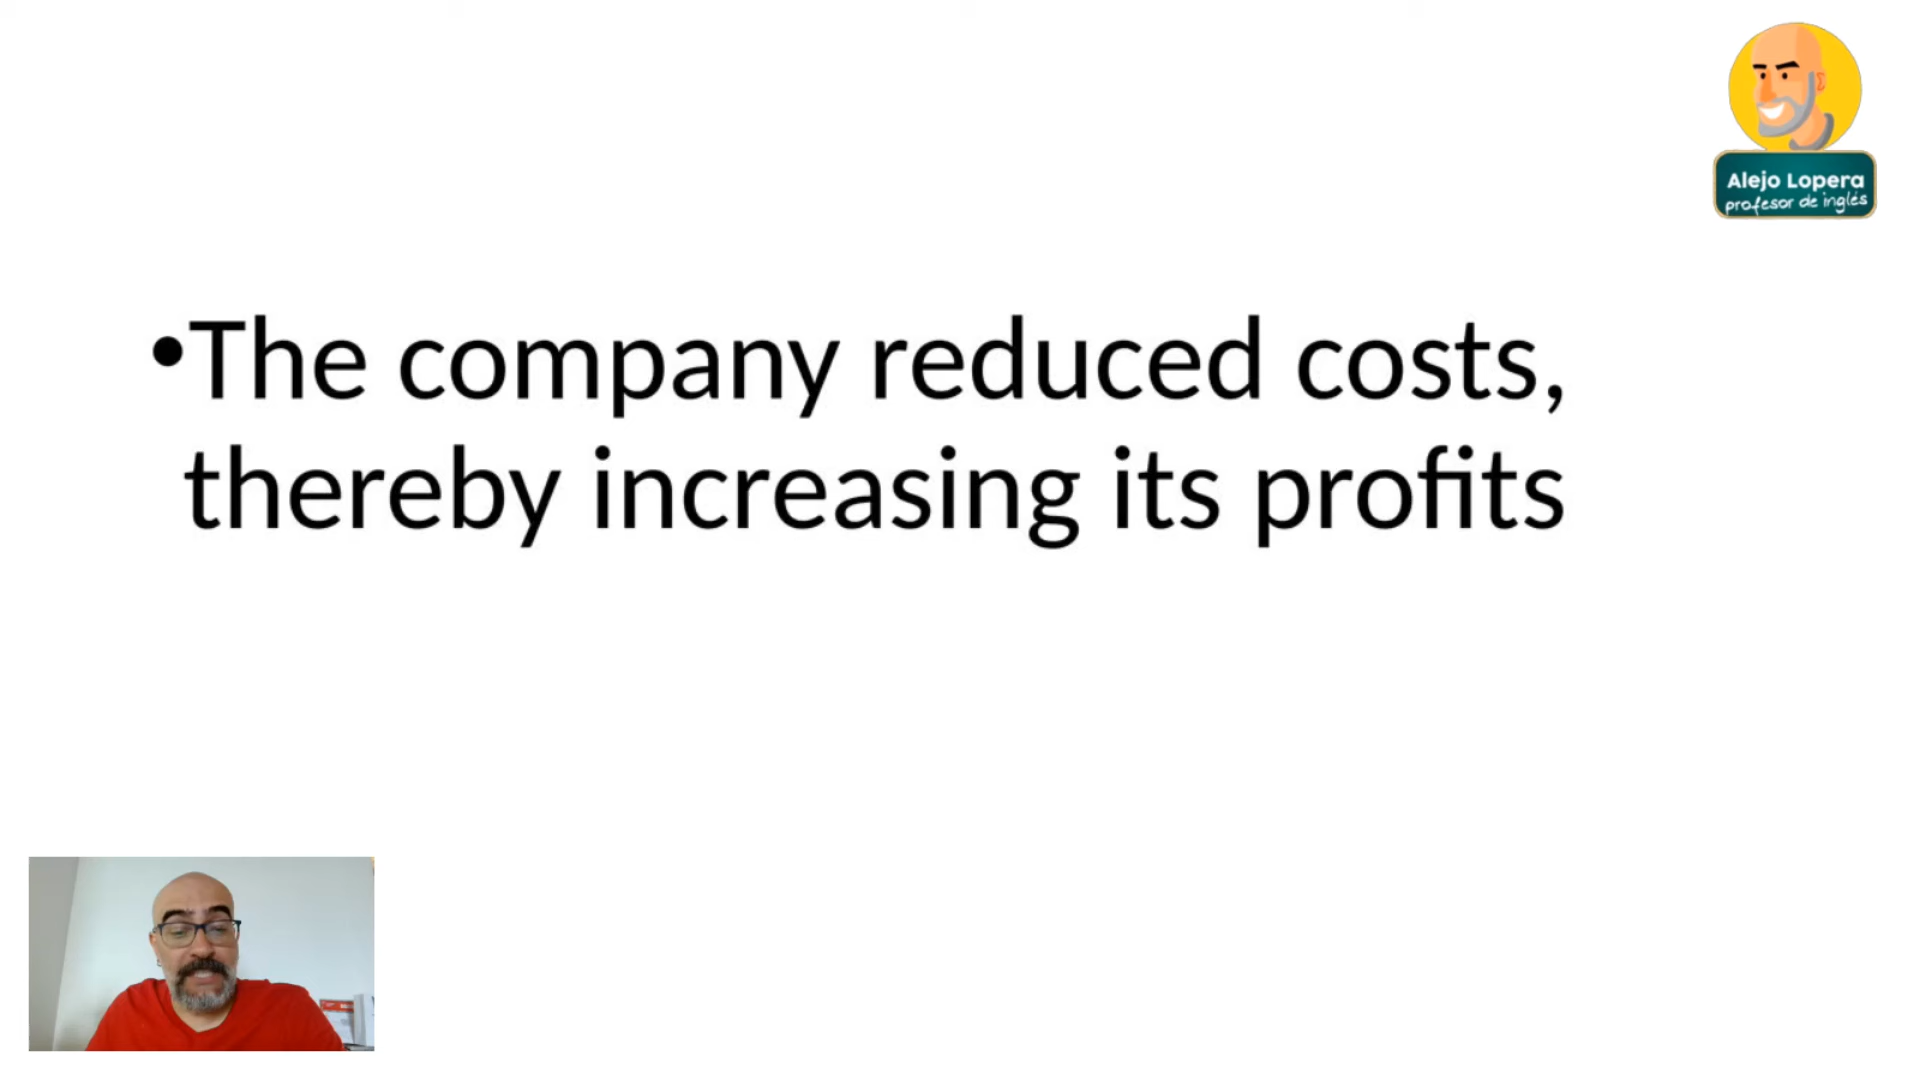 Alejo Lopera
profesor de inglés
•The company reduced costs,
thereby increasing its profits